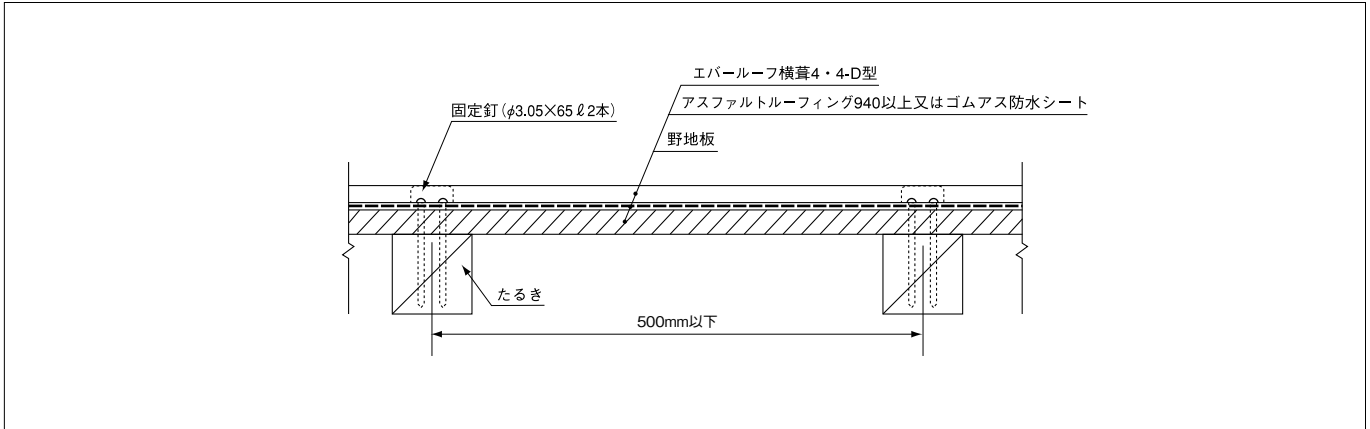 エバールーフ横葺4・4-D型
アスファルトルーフィング940以上又はゴムアス防水シート
固定釘(φ3.05×65ℓ2本)
野地板
たるき
500mm以下